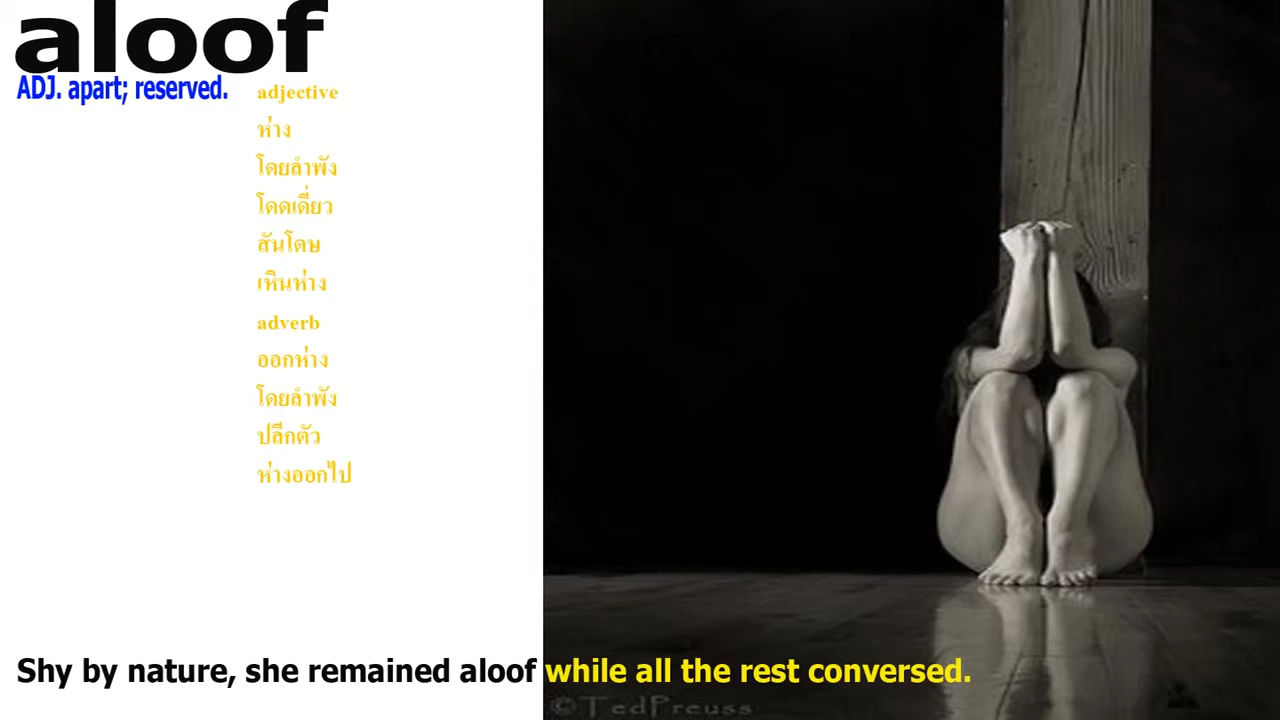 aloof
ADJ. apart; reserved.
adjective
ห่าง
โดยลำพัง
โดดเดี่ยว
สันโดษ
เหินห่าง
adverb
ออกห่าง
โดยลำพัง
ปลีกตัว
ห่างออกไป
Shy by nature, she remained aloof while all the rest conversed.
©TedPreuss